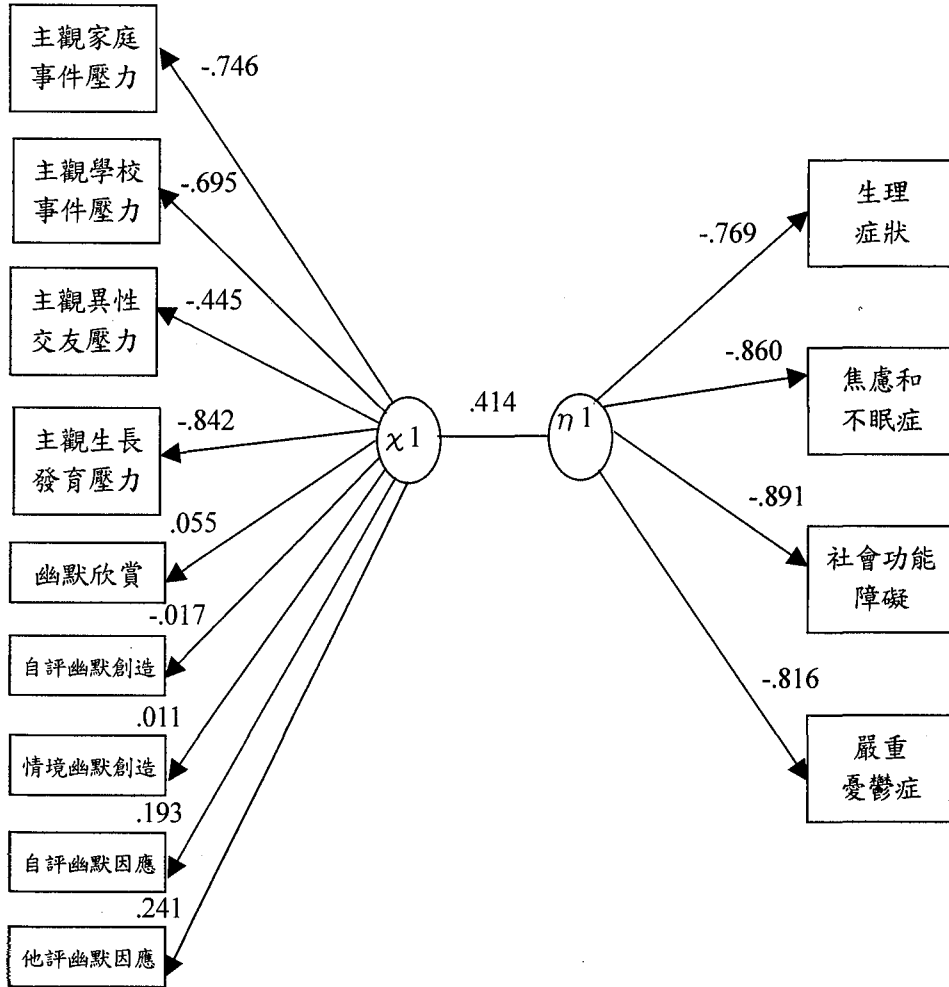 主觀家庭
事件壓力
-.746
主觀學校
事件壓力
-.695
主觀異性
交友壓力
-.445
主觀生長
發育壓力
-.842
幽默欣賞
.055
自評幽默創造
-.017
情境幽默創造
.011
自評幽默因應
.193
他評幽默因應
.241
χ1
.414
η1
-.769
生理
症狀
-.860
焦慮和
不眠症
-.891
社會功能
障礙
-.816
嚴重
憂鬱症